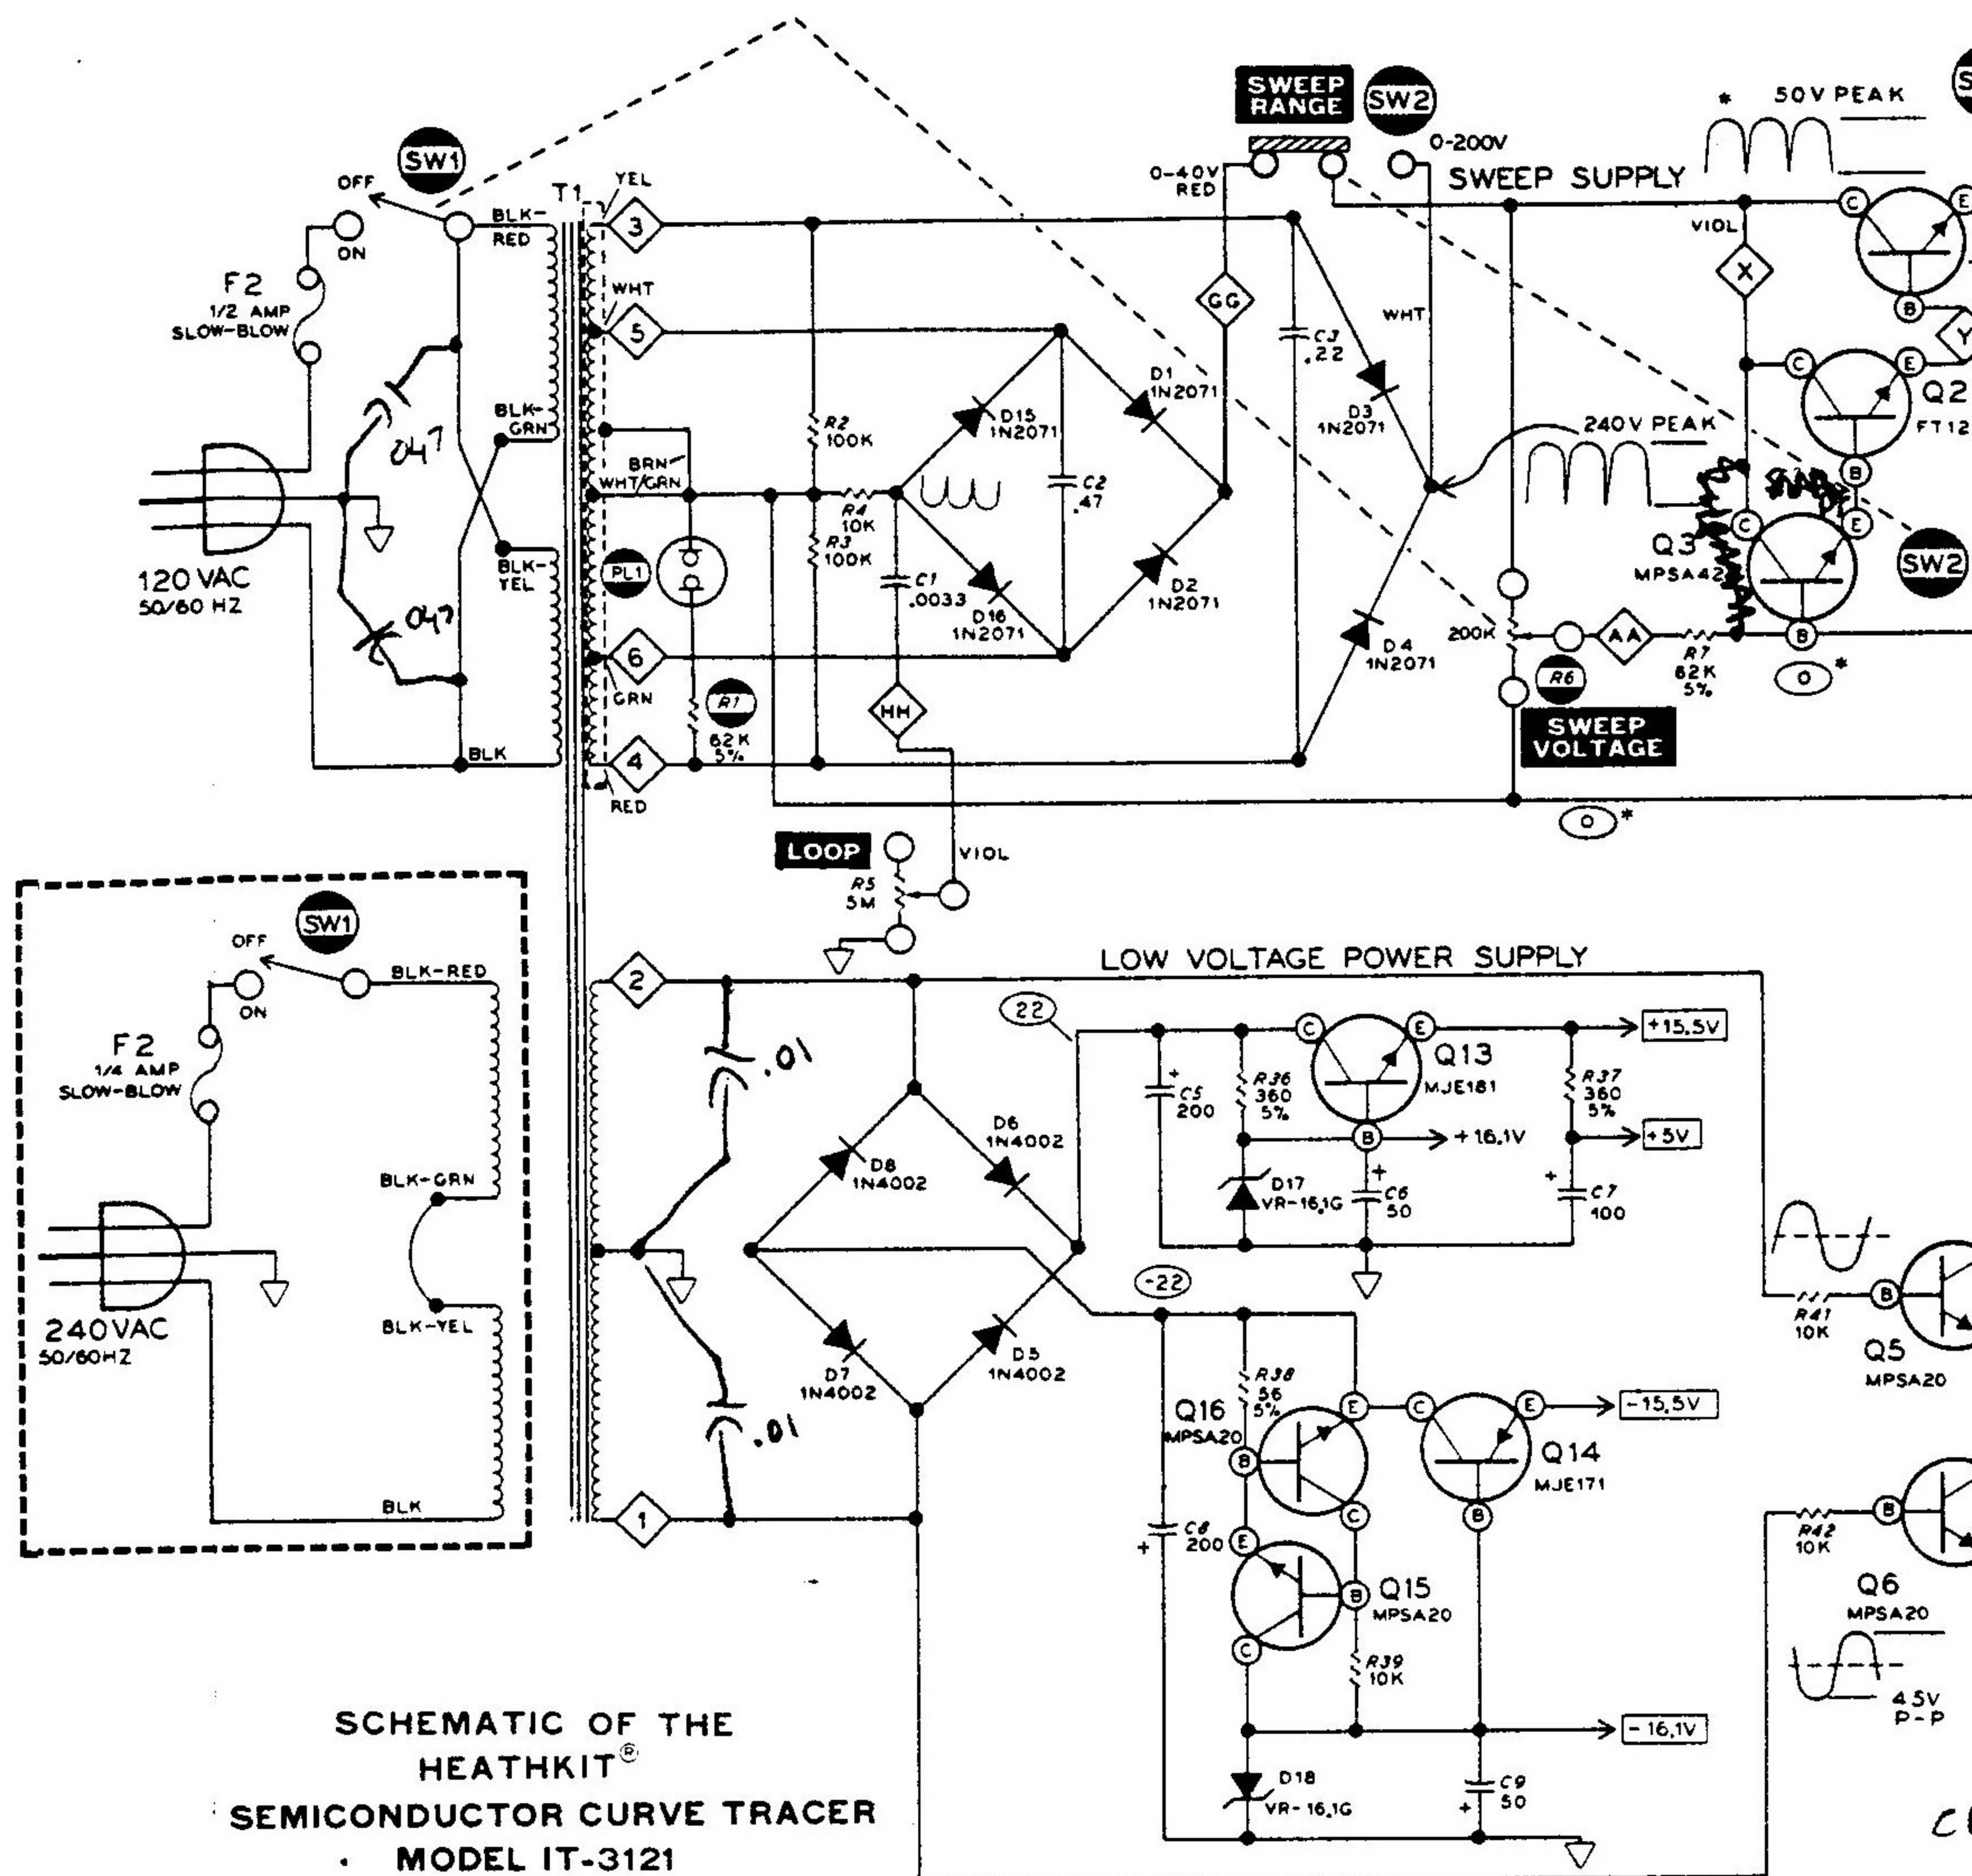 SWEEP
RANGE
SW2
* 50V PEAK
0-200V
0-40V
RED
SWEEP SUPPLY
SW1
OFF
ON
BLK-
RED
T1
YEL
3
VIOL
C
E
X
F2
1/2 AMP
SLOW-BLOW
WHT
5
GG
C3
.22
WHT
B
Y
D1
1N2071
D15
1N2071
D3
1N2071
C
E
Q2
FT12
BLK-
GRN
.047
R2
100K
BRN
WHT/GRN
240V PEAK
B
C2
.47
R4
10K
R3
100K
C
E
Q3
MPSA42
SW2
120 VAC
50/60 HZ
BLK-
YEL
PL1
C1
.0033
D16
1N2071
D2
1N2071
.047
D4
1N2071
200K
AA
R7
62K
5%
B
0 *
6
GRN
R1
62K
5%
HH
R6
SWEEP
VOLTAGE
BLK
4
RED
0 *
LOOP
VIOL
R5
5M
SW1
OFF
ON
BLK-RED
F2
1/4 AMP
SLOW-BLOW
BLK-GRN
240VAC
50/60HZ
BLK-YEL
BLK
2
.01
LOW VOLTAGE POWER SUPPLY
22
C
E
+15.5V
Q13
MJE181
C5
200
+
R36
360
5%
R37
360
5%
B
+16.1V
+5V
D6
1N4002
D8
1N4002
D17
VR-16.1G
+
C6
50
+
C7
100
-22
D7
1N4002
D5
1N4002
R41
10K
B
Q5
MPSA20
R38
56
5%
Q16
MPSA20
E
C
E
-15.5V
B
Q14
MJE171
.01
1
C
B
C8
200
+
E
B
Q15
MPSA20
C
R39
10K
R42
10K
B
Q6
MPSA20
45V
P-P
-16.1V
D18
VR-16.1G
C9
50
+
SCHEMATIC OF THE
HEATHKIT®
SEMICONDUCTOR CURVE TRACER
MODEL IT-3121